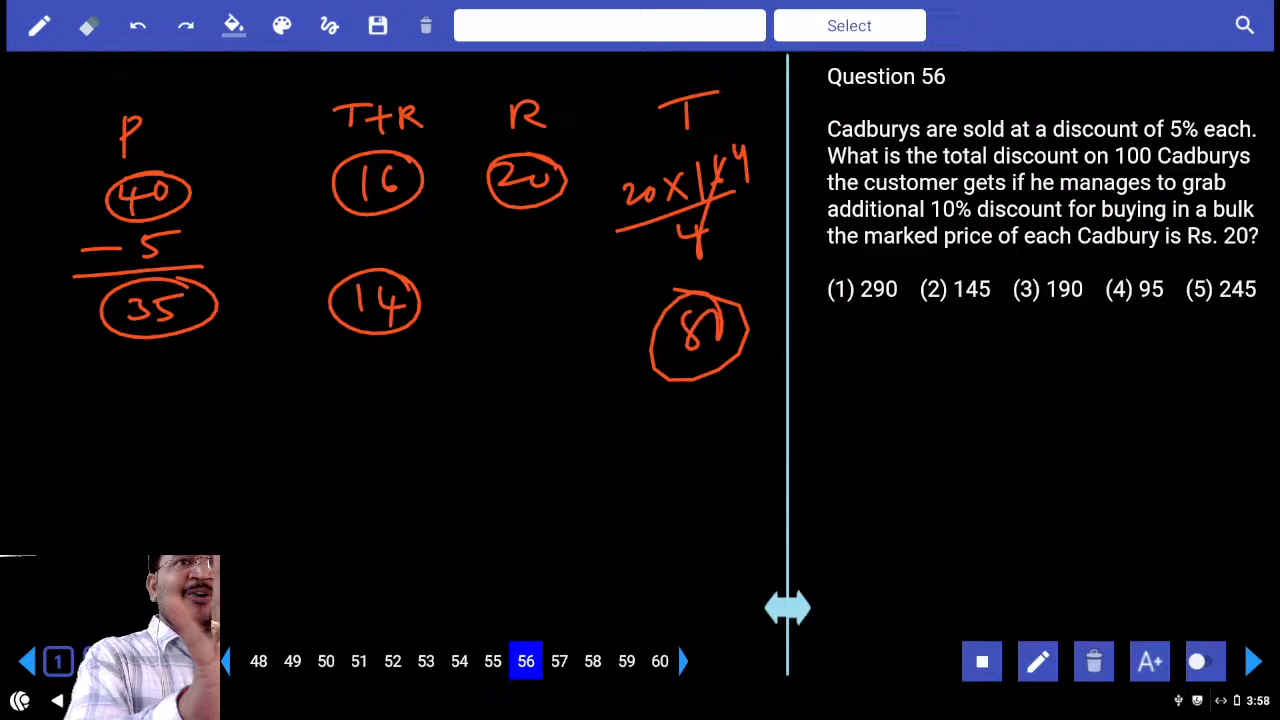 Select
P
T+R
R
T
40
16
20
20 X 16 4
4
- 5
35
14
80
Question 56
Cadburys are sold at a discount of 5% each.
What is the total discount on 100 Cadburys
the customer gets if he manages to grab
additional 10% discount for buying in a bulk
the marked price of each Cadbury is Rs. 20?
(1) 290 (2) 145 (3) 190 (4) 95 (5) 245
1 48 49 50 51 52 53 54 55 56 57 58 59 60
A+
3:58